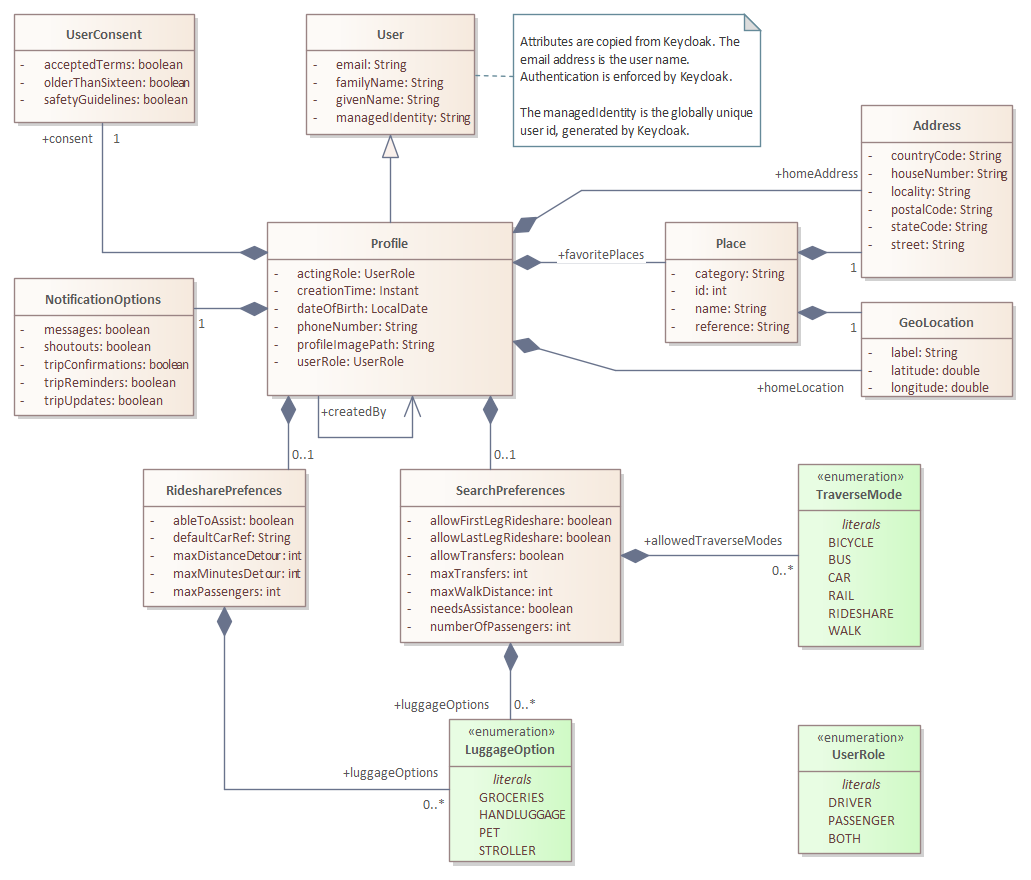 UserConsent
- acceptedTerms: boolean
- olderThanSixteen: boolean
- safetyGuidelines: boolean
User
- email: String
- familyName: String
- givenName: String
- managedIdentity: String
Attributes are copied from Keycloak. The
email address is the user name.
Authentication is enforced by Keycloak.
The managedIdentity is the globally unique
user id, generated by Keycloak.
Address
- countryCode: String
- houseNumber: String
- locality: String
- postalCode: String
- stateCode: String
- street: String
+consent 1
+homeAddress
Profile
- actingRole: UserRole
- creationTime: Instant
- dateOfBirth: LocalDate
- phoneNumber: String
- profileImagePath: String
- userRole: UserRole
+favoritePlaces
Place
- category: String
- id: int
- name: String
- reference: String
1
1
NotificationOptions
- messages: boolean
- shoutouts: boolean
- tripConfirmations: boolean
- tripReminders: boolean
- tripUpdates: boolean
1
GeoLocation
- label: String
- latitude: double
- longitude: double
+homeLocation
+createdBy
0..1
0..1
RidesharePrefences
- ableToAssist: boolean
- defaultCarRef: String
- maxDistanceDetour: int
- maxMinutesDetour: int
- maxPassengers: int
SearchPreferences
- allowFirstLegRideshare: boolean
- allowLastLegRideshare: boolean
- allowTransfers: boolean
- maxTransfers: int
- maxWalkDistance: int
- needsAssistance: boolean
- numberOfPassengers: int
+allowedTraverseModes
0..*
«enumeration»
TraverseMode
literals
BICYCLE
BUS
CAR
RAIL
RIDESHARE
WALK
+luggageOptions 0..*
+luggageOptions
0..*
«enumeration»
LuggageOption
literals
GROCERIES
HANDLUGGAGE
PET
STROLLER
«enumeration»
UserRole
literals
DRIVER
PASSENGER
BOTH